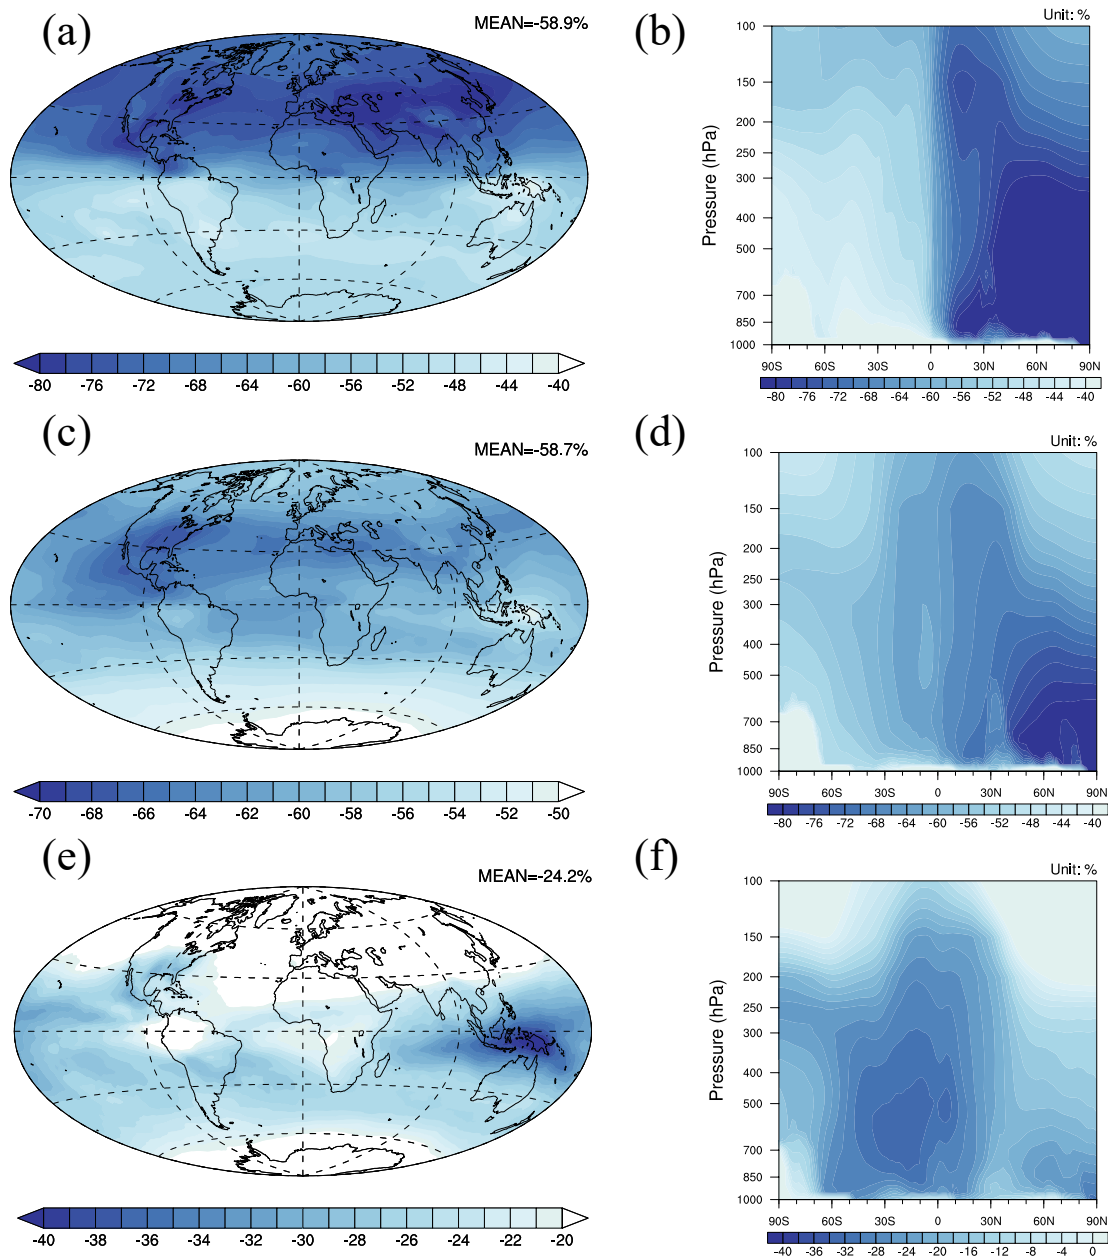 (a)
MEAN=-58.9%
-80 -76 -72 -68 -64 -60 -56 -52 -48 -44 -40
(b)
Unit: %
Pressure (hPa)
100
150
200
250
300
400
500
700
850
1000
90S 60S 30S 0 30N 60N 90N
-80 -76 -72 -68 -64 -60 -56 -52 -48 -44 -40
(c)
MEAN=-58.7%
-70 -68 -66 -64 -62 -60 -58 -56 -54 -52 -50
(d)
Unit: %
Pressure (hPa)
100
150
200
250
300
400
500
700
850
1000
90S 60S 30S 0 30N 60N 90N
-80 -76 -72 -68 -64 -60 -56 -52 -48 -44 -40
(e)
MEAN=-24.2%
-40 -38 -36 -34 -32 -30 -28 -26 -24 -22 -20
(f)
Unit: %
Pressure (hPa)
100
150
200
250
300
400
500
700
850
1000
90S 60S 30S 0 30N 60N 90N
-40 -36 -32 -28 -24 -20 -16 -12 -8 -4 0